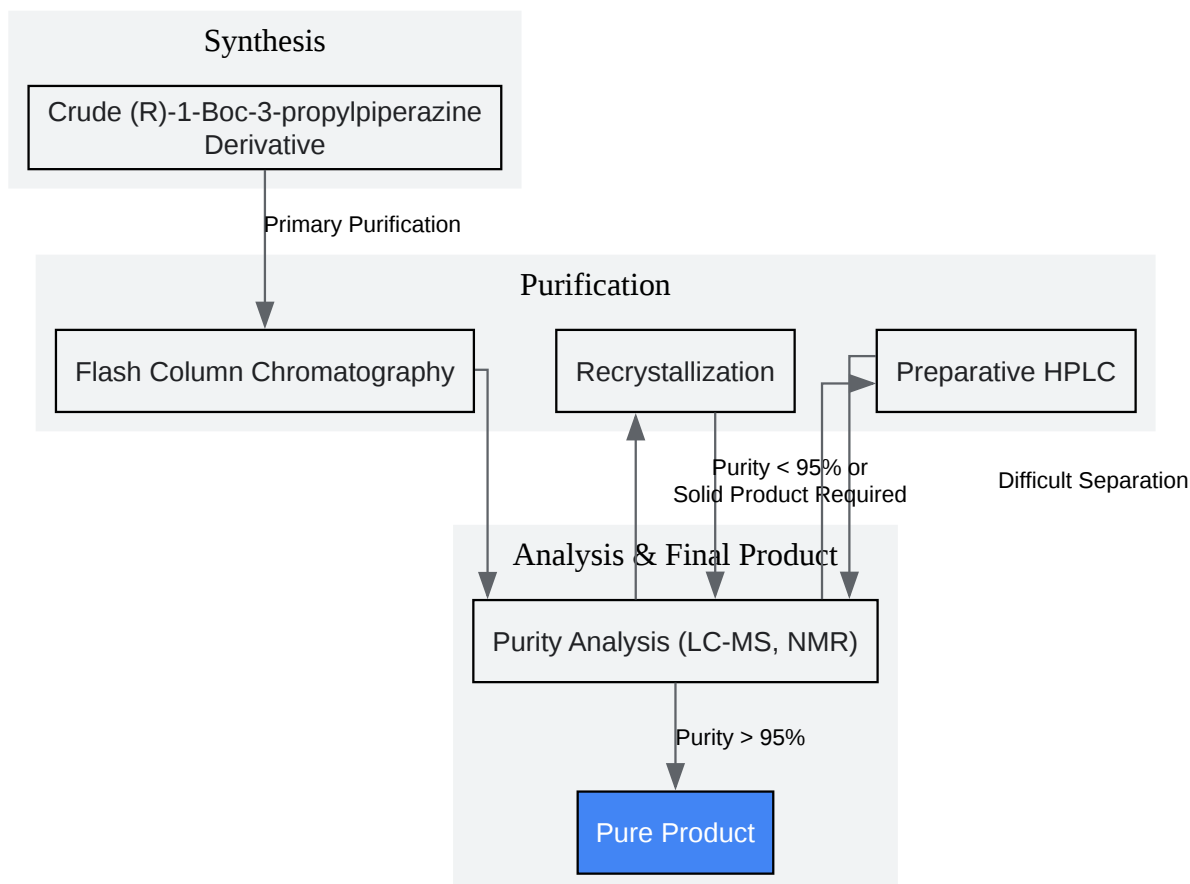 Synthesis
Crude (R)-1-Boc-3-propylpiperazine
Derivative
Primary Purification
Purification
Flash Column Chromatography
Recrystallization
Preparative HPLC
Purity < 95% or
Solid Product Required
Difficult Separation
Analysis & Final Product
Purity Analysis (LC-MS, NMR)
Purity > 95%
Pure Product